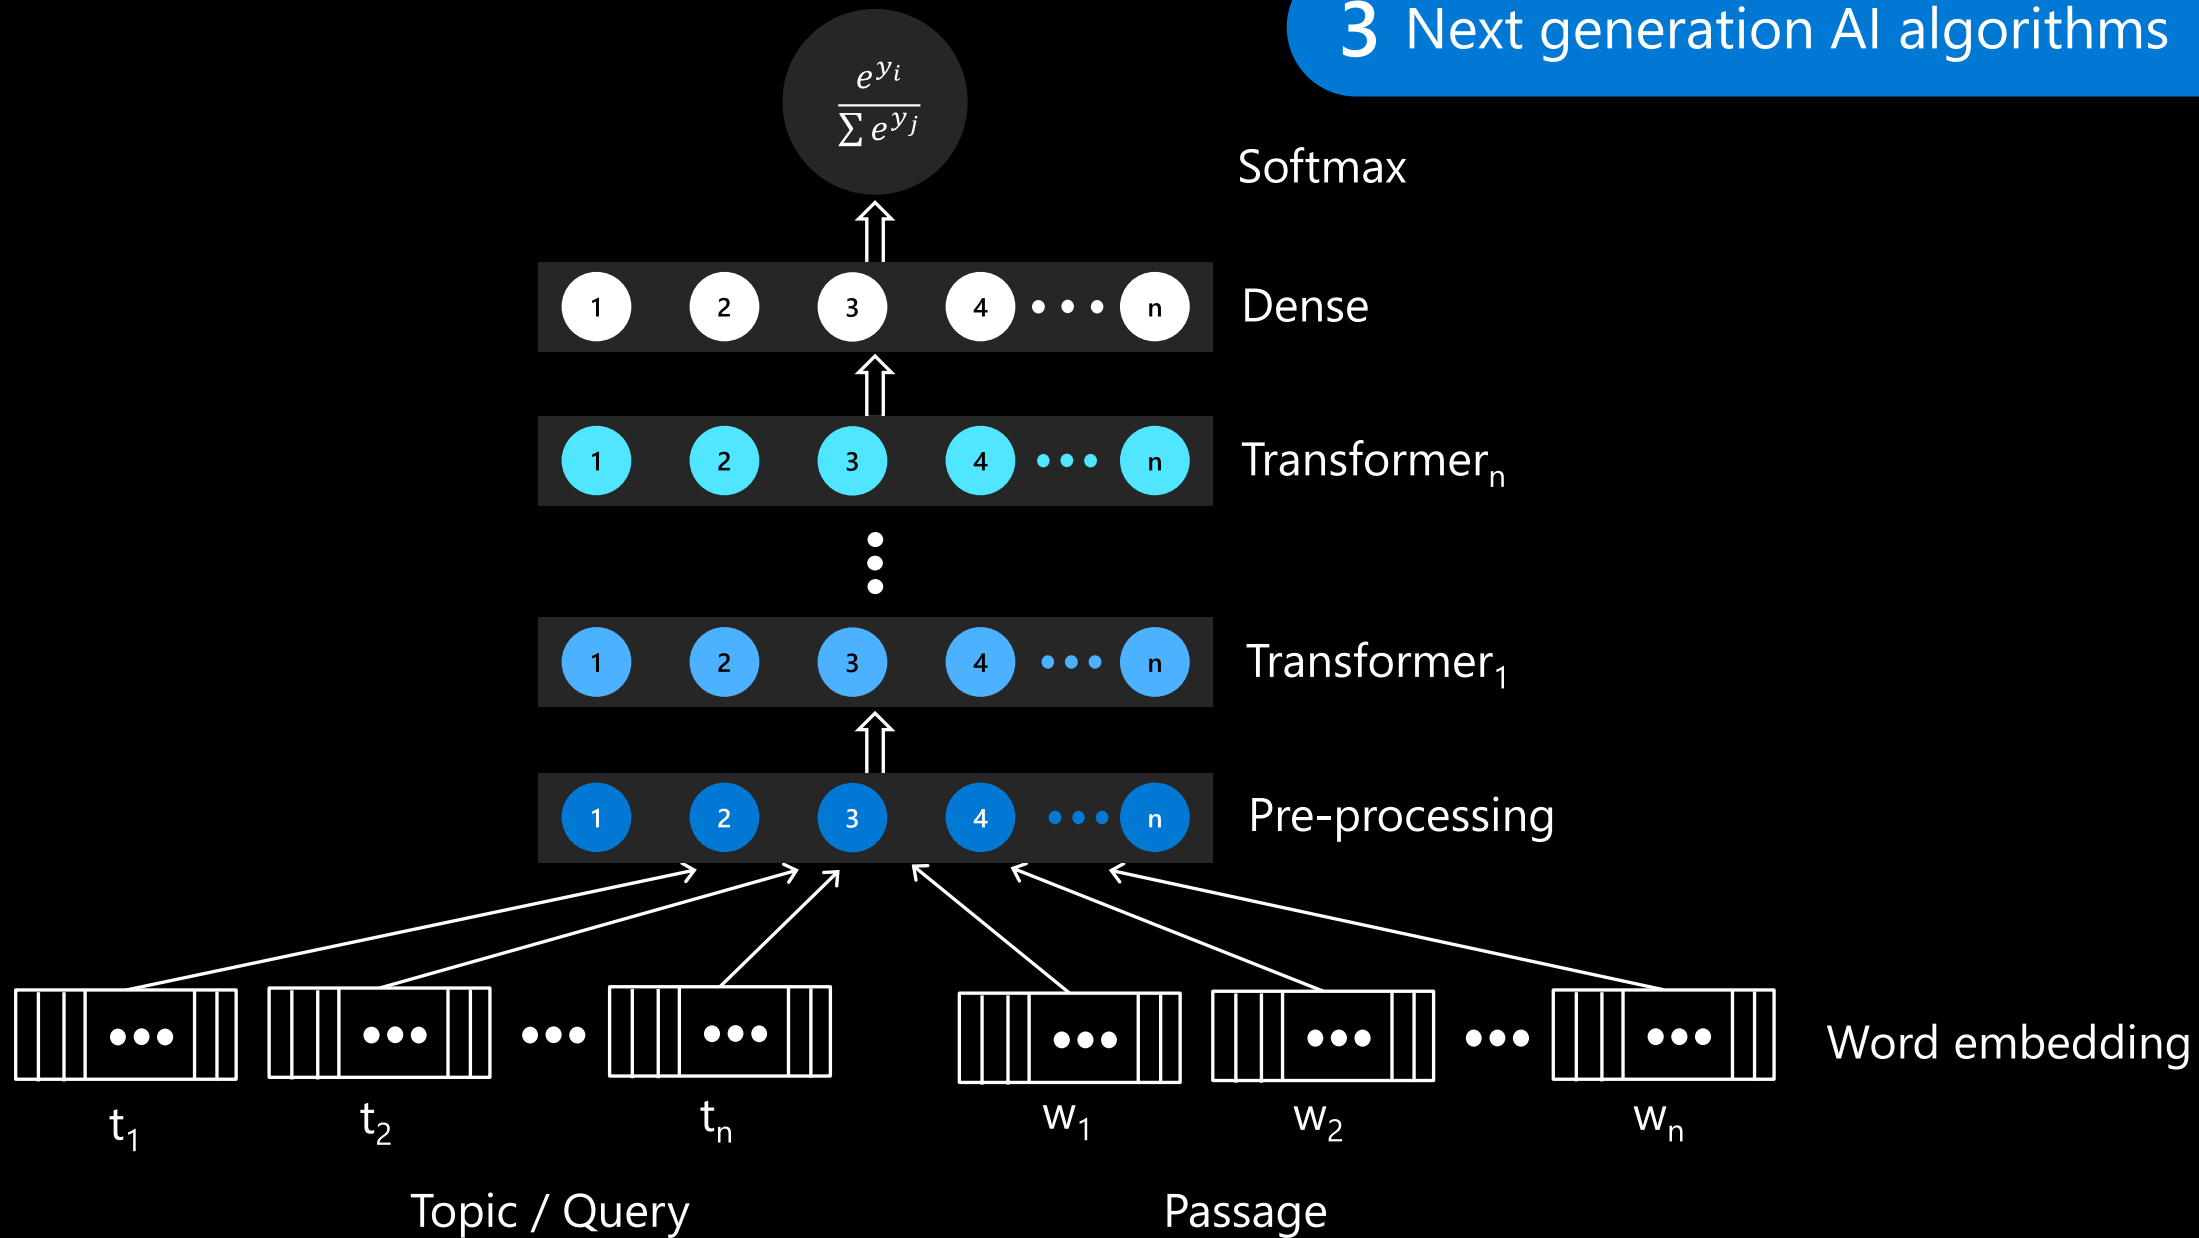 3 Next generation AI algorithms
e^{y_i} / ∑ e^{y_j}
Softmax
1 2 3 4 ••• n Dense
1 2 3 4 ••• n Transformer_n
1 2 3 4 ••• n Transformer_1
1 2 3 4 ••• n Pre-processing
••• ••• ••• ••• ••• ••• ••• ••• Word embedding
t_1 t_2 t_n w_1 w_2 w_n
Topic / Query Passage